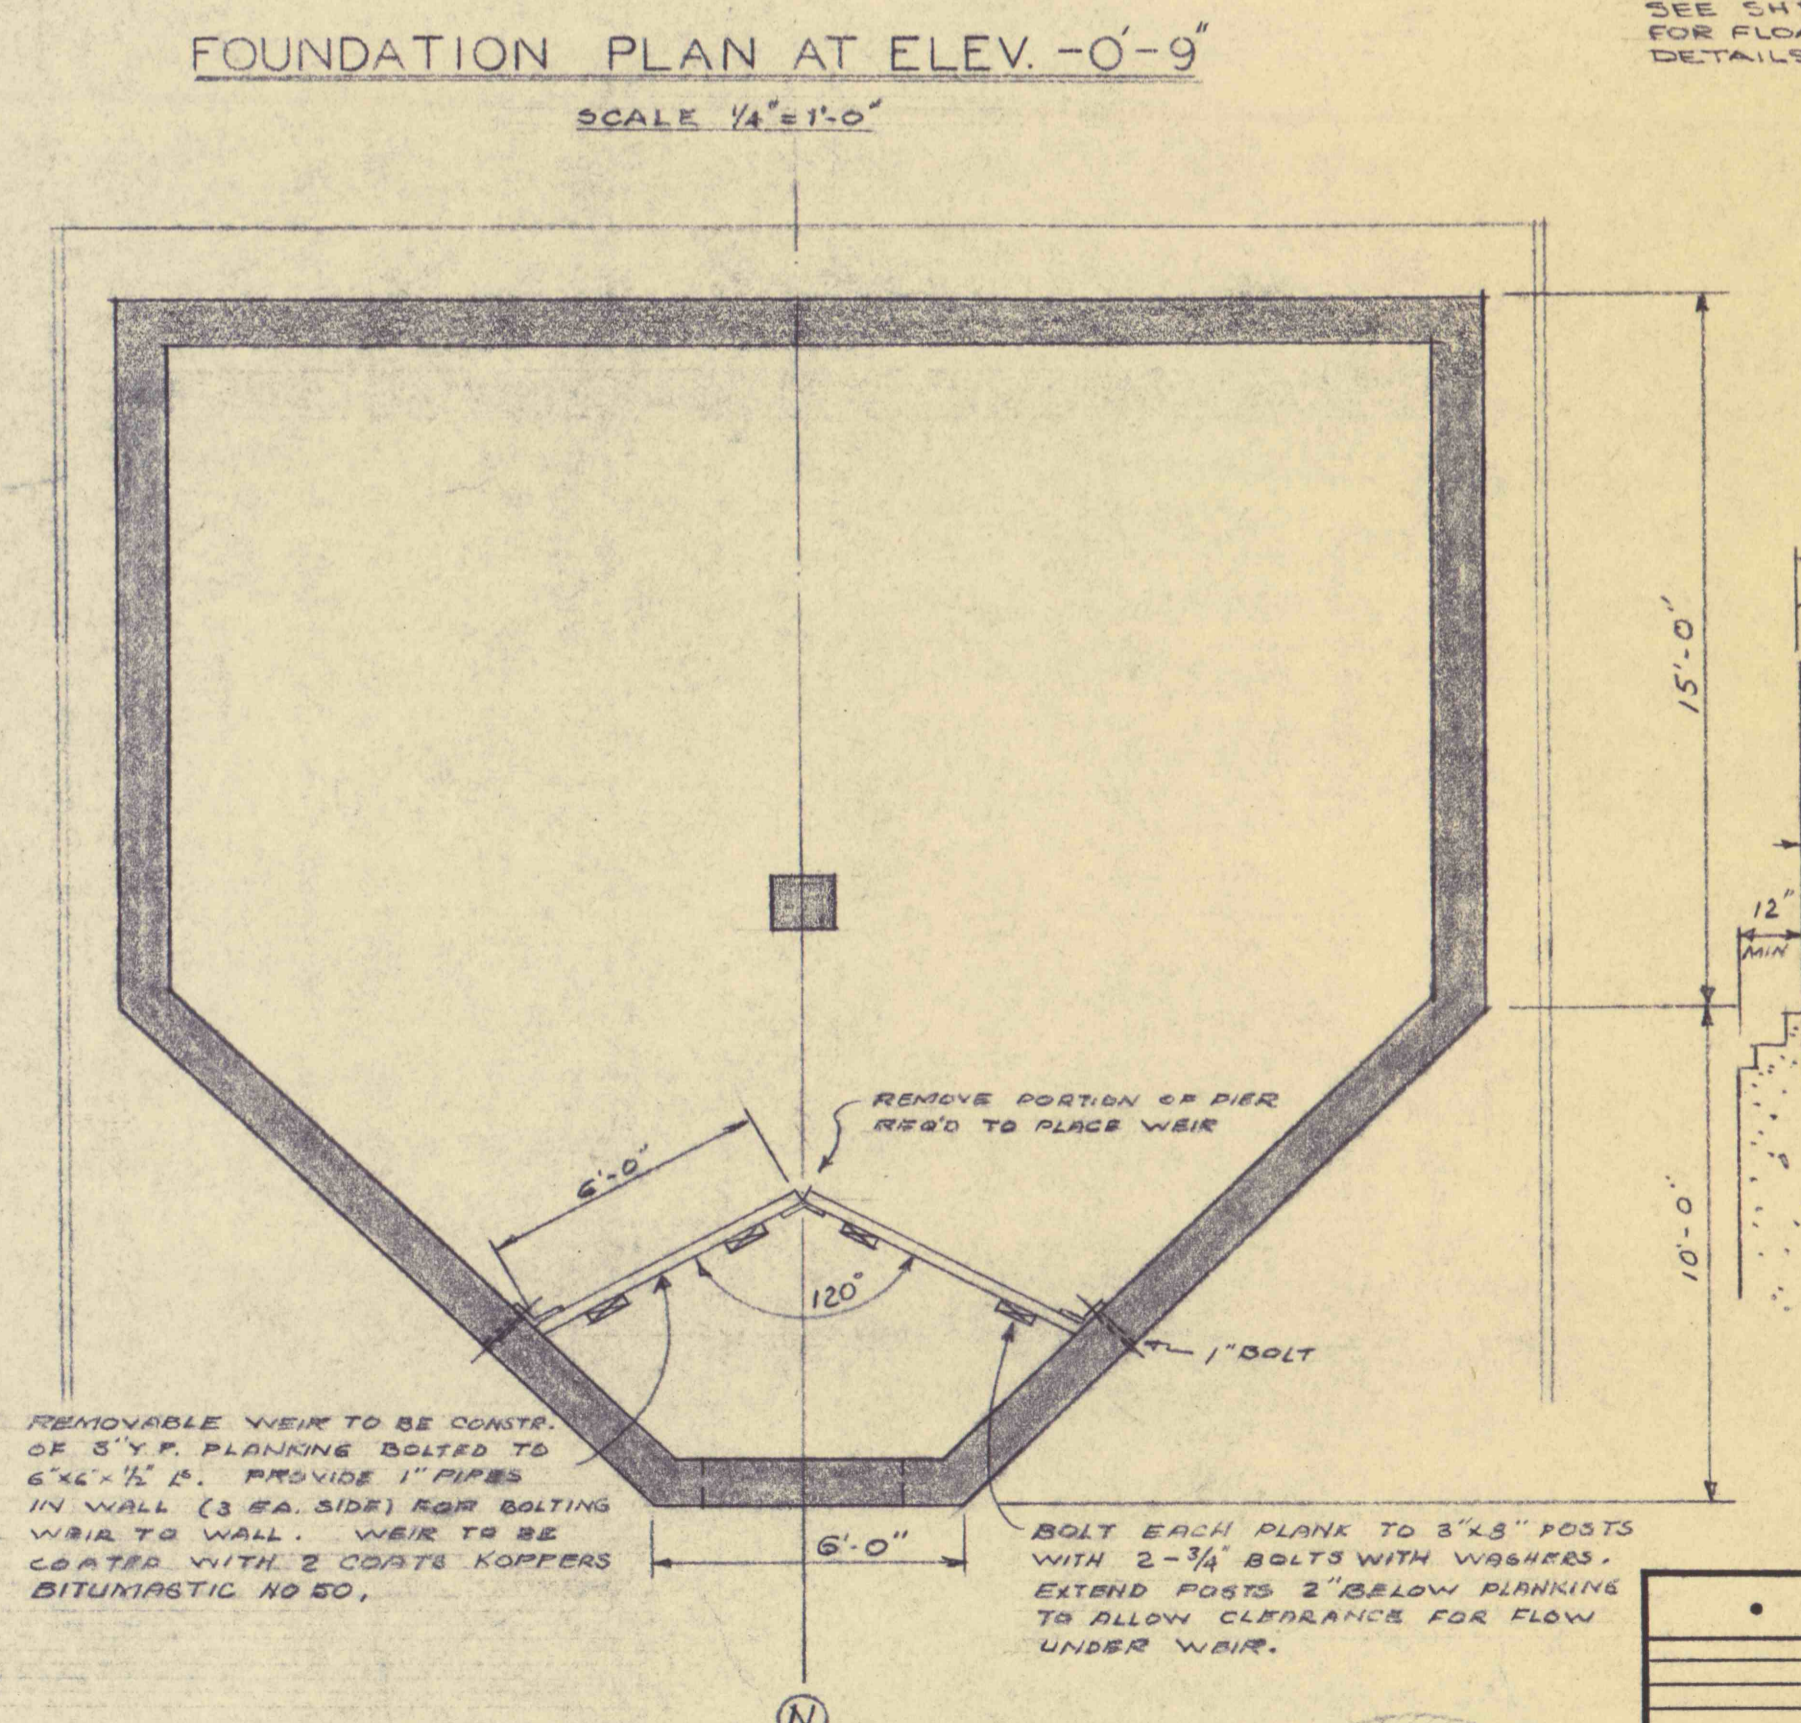 FOUNDATION PLAN AT ELEV. -0'-9"
SCALE 1/4" = 1'-0"
SEE SHT
FOR FLOA
DETAILS
15'-0"
12"
MIN
REMOVE PORTION OF PIER
REQ'D TO PLACE WEIR
6'-0"
10'-0"
120°
1" BOLT
REMOVABLE WEIR TO BE CONSTR.
OF 3" Y.P. PLANKING BOLTED TO
6"x6"x1/2" ℄. PROVIDE 1" PIPES
IN WALL (3 EA. SIDE) FOR BOLTING
WEIR TO WALL. WEIR TO BE
COATED WITH 2 COATS KOPPERS
BITUMASTIC NO 50.
6'-0"
BOLT EACH PLANK TO 3"x8" POSTS
WITH 2-3/4" BOLTS WITH WASHERS.
EXTEND POSTS 2" BELOW PLANKING
TO ALLOW CLEARANCE FOR FLOW
UNDER WEIR.
N